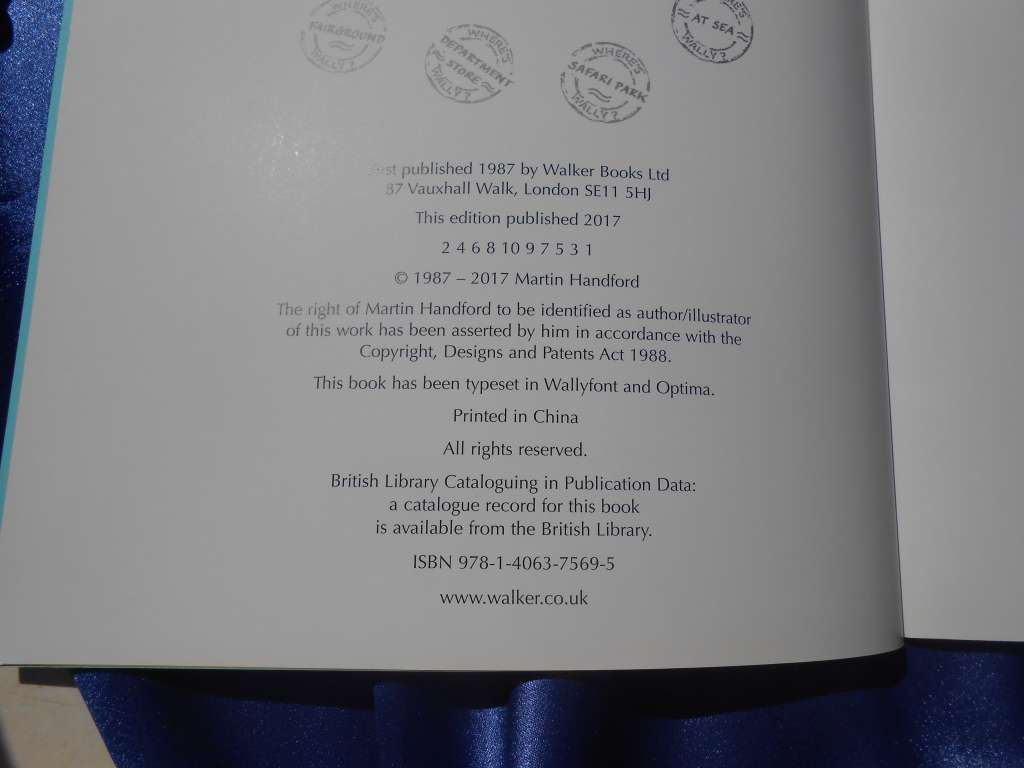 WHERE'S
FAIRGROUND
WALLY?
WHERE'S
DEPARTMENT
STORE
WALLY?
WHERE'S
SAFARI PARK
WALLY?
AT SEA
WALLY?
published 1987 by Walker Books Ltd
87 Vauxhall Walk, London SE11 5HJ
This edition published 2017
2 4 6 8 10 9 7 5 3 1
© 1987 – 2017 Martin Handford
The right of Martin Handford to be identified as author/illustrator
of this work has been asserted by him in accordance with the
Copyright, Designs and Patents Act 1988.
This book has been typeset in Wallyfont and Optima.
Printed in China
All rights reserved.
British Library Cataloguing in Publication Data:
a catalogue record for this book
is available from the British Library.
ISBN 978-1-4063-7569-5
www.walker.co.uk